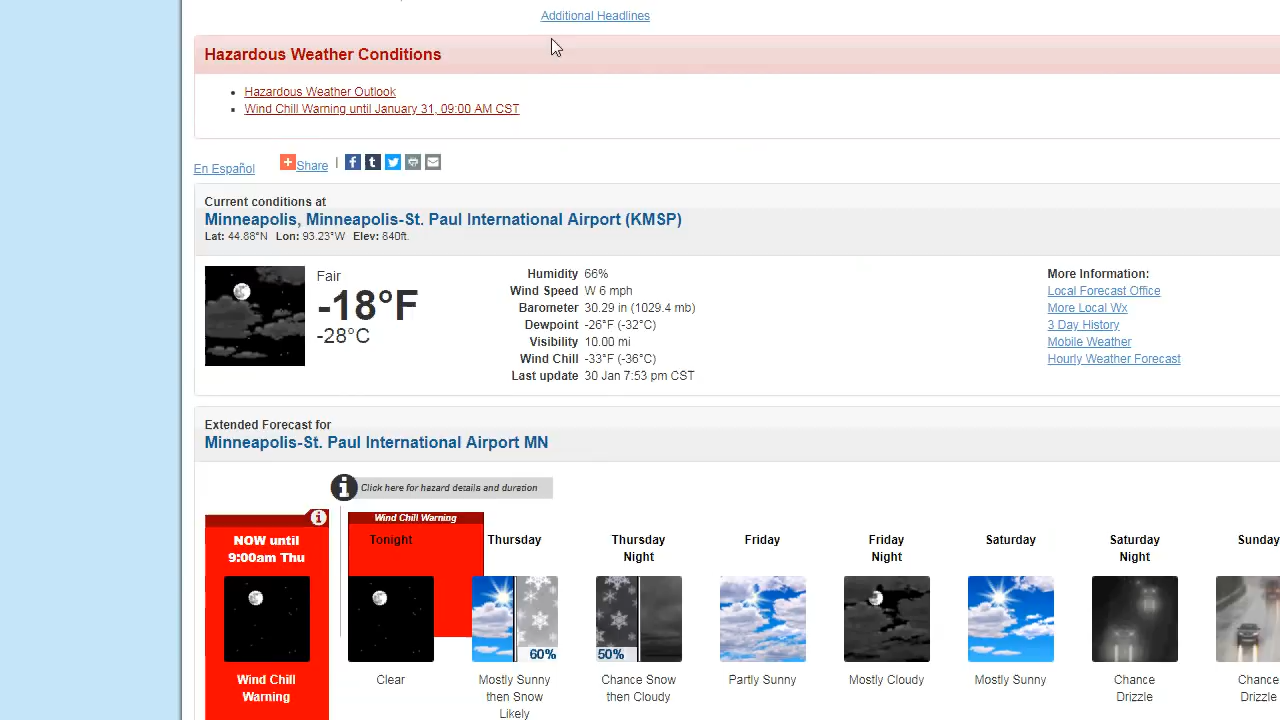 Additional Headlines
Hazardous Weather Conditions
Hazardous Weather Outlook
Wind Chill Warning until January 31, 09:00 AM CST
En Español
Share |
Current conditions at
Minneapolis, Minneapolis-St. Paul International Airport (KMSP)
Lat: 44.88°N Lon: 93.23°W Elev: 840ft.
Fair
-18°F
-28°C
Humidity 66%
Wind Speed W 6 mph
Barometer 30.29 in (1029.4 mb)
Dewpoint -26°F (-32°C)
Visibility 10.00 mi
Wind Chill -33°F (-36°C)
Last update 30 Jan 7:53 pm CST
More Information:
Local Forecast Office
More Local Wx
3 Day History
Mobile Weather
Hourly Weather Forecast
Extended Forecast for
Minneapolis-St. Paul International Airport MN
Click here for hazard details and duration
Wind Chill Warning
NOW until
9:00am Thu
Wind Chill
Warning
Tonight
Clear
Thursday
60%
Mostly Sunny
then Snow
Likely
Thursday
Night
50%
Chance Snow
then Cloudy
Friday
Partly Sunny
Friday
Night
Mostly Cloudy
Saturday
Mostly Sunny
Saturday
Night
Chance
Drizzle
Sunday
Chance
Drizzle